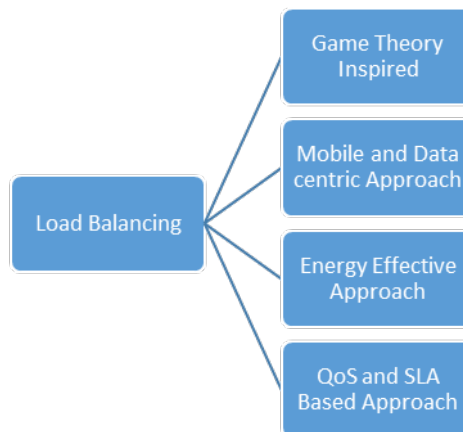 Game Theory
Inspired
Mobile and Data
centric Approach
Load Balancing
Energy Effective
Approach
QoS and SLA
Based Approach